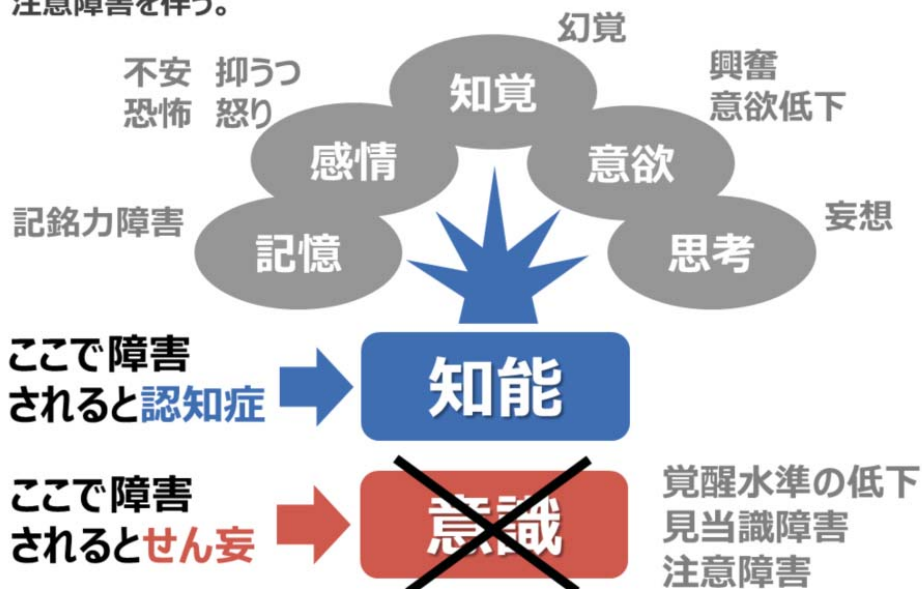 注意障害を伴う。
幻覚
不安 抑うつ
恐怖 怒り
知覚
興奮
意欲低下
感情
意欲
記銘力障害
記憶
思考
妄想
ここで障害
されると認知症
知能
ここで障害
されるとせん妄
意識
覚醒水準の低下
見当識障害
注意障害